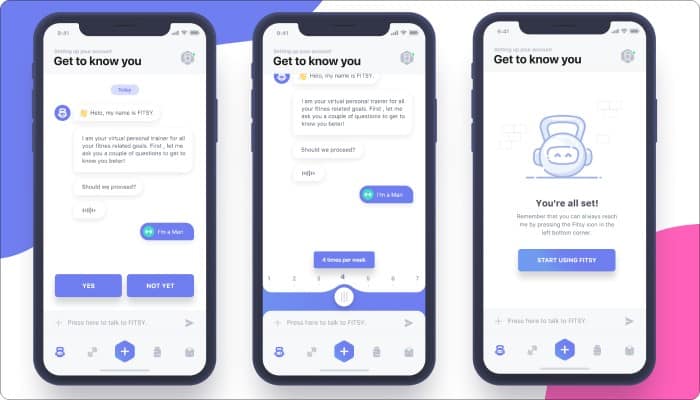 9:41
Setting up your account
Get to know you
Today
👋 Helo, my name is FITSY.
I am your virtual personal trainer for all
your fitnes related goals. First , let me
ask you a couple of questions to get to
know you beter!
Should we proceed?
I'm a Man
YES
NOT YET
Press here to talk to FITSY.
9:41
Setting up your account
Get to know you
👋 Helo, my name is FITSY.
I am your virtual personal trainer for all
your fitnes related goals. First , let me
ask you a couple of questions to get to
know you beter!
Should we proceed?
I'm a Man
4 times per week
1 2 3 4 5 6 7
Press here to talk to FITSY.
9:41
Setting up your account
Get to know you
You're all set!
Remember that you can always reach
me by pressing the Fitsy icon in the
left bottom corner.
START USING FITSY
Press here to talk to FITSY.